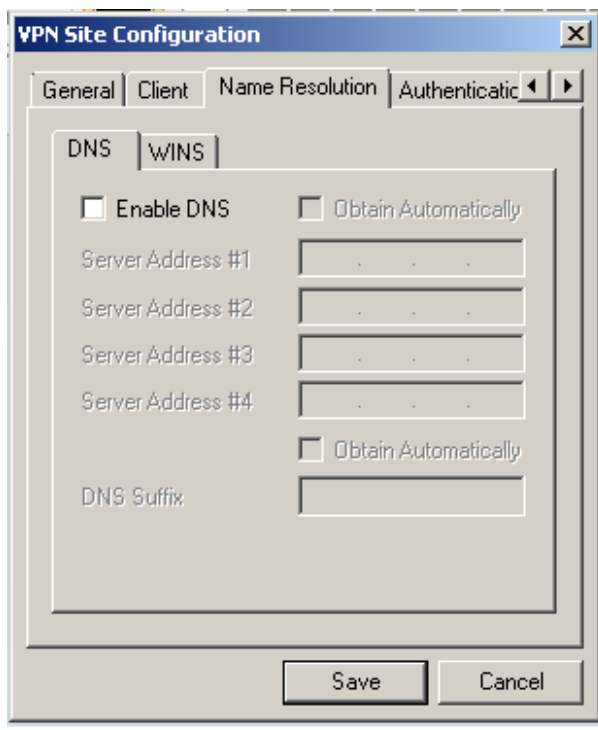 VPN Site Configuration
General Client Name Resolution
DNS WINS
Enable DNS Obtain Automatically
Server Address #1
Server Address #2
Server Address #3
Server Address #4
Obtain Automatically
DNS Suffix
Save Cancel